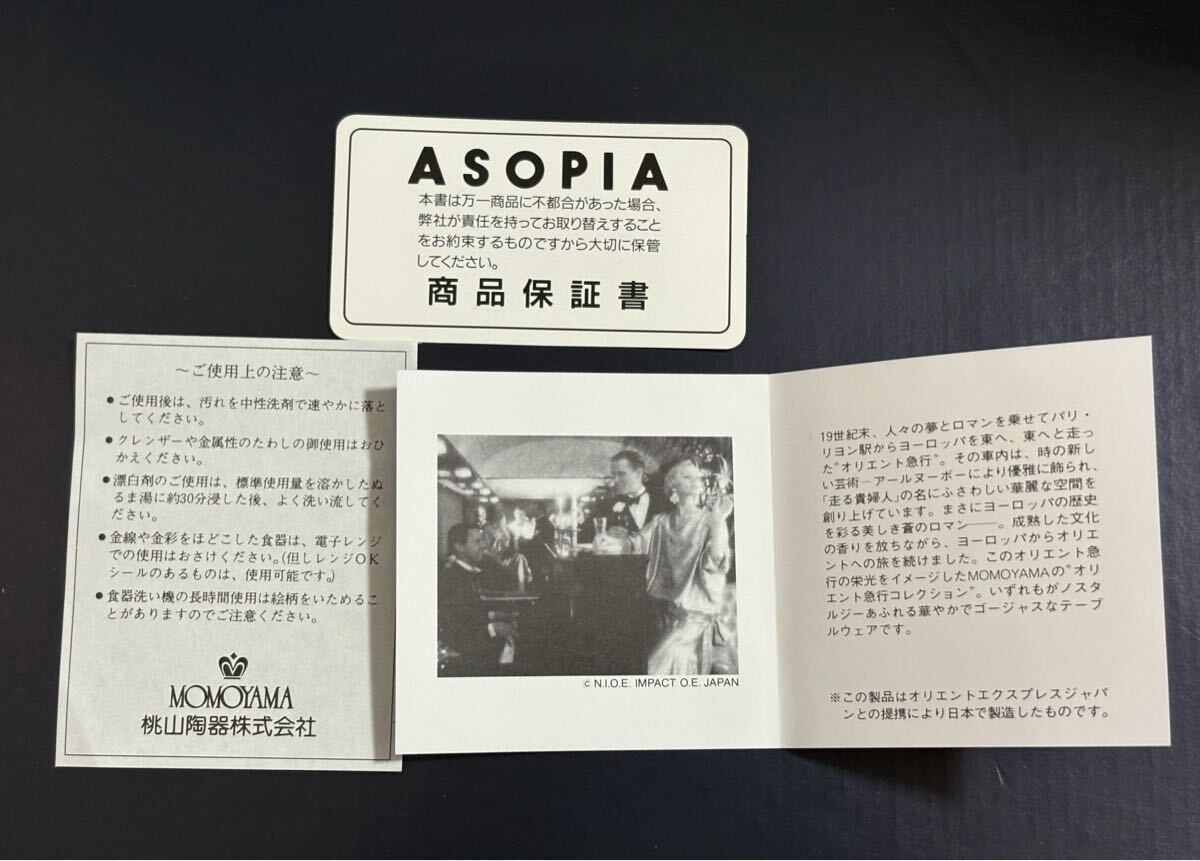 ASOPIA
本書は万一商品に不都合があった場合、
弊社が責任を持ってお取り替えすること
をお約束するものですから大切に保管
してください。
商品保証書
～ご使用上の注意～
●ご使用後は、汚れを中性洗剤で速やかに落と
してください。
●クレンザーや金属性のたわしの御使用はおひ
かえください。
●漂白剤のご使用は、標準使用量を溶かしたぬ
るま湯に約30分浸した後、よく洗い流してく
ださい。
●金線や金彩をほどこした食器は、電子レンジ
での使用はおさけください。(但しレンジOK
シールのあるものは、使用可能です。)
●食器洗い機の長時間使用は絵柄をいためるこ
とがありますのでご注意ください。
MOMOYAMA
桃山陶器株式会社
© N.I.O.E. IMPACT O.E. JAPAN
19世紀末、人々の夢とロマンを乗せてパリ・
リヨン駅からヨーロッパを東へ、東へと走っ
た"オリエント急行"。その車内は、時の新し
い芸術―アールヌーボーにより優雅に飾られ、
「走る貴婦人」の名にふさわしい華麗な空間を
創り上げています。まさにヨーロッパの歴史
を彩る美しき蒼のロマン――。成熟した文化
の香りを放ちながら、ヨーロッパからオリエ
ントへの旅を続けました。このオリエント急
行の栄光をイメージしたMOMOYAMAの"オリ
エント急行コレクション"。いずれもがノスタ
ルジーあふれる華やかでゴージャスなテーブ
ルウェアです。
※この製品はオリエントエクスプレスジャパ
ンとの提携により日本で製造したものです。